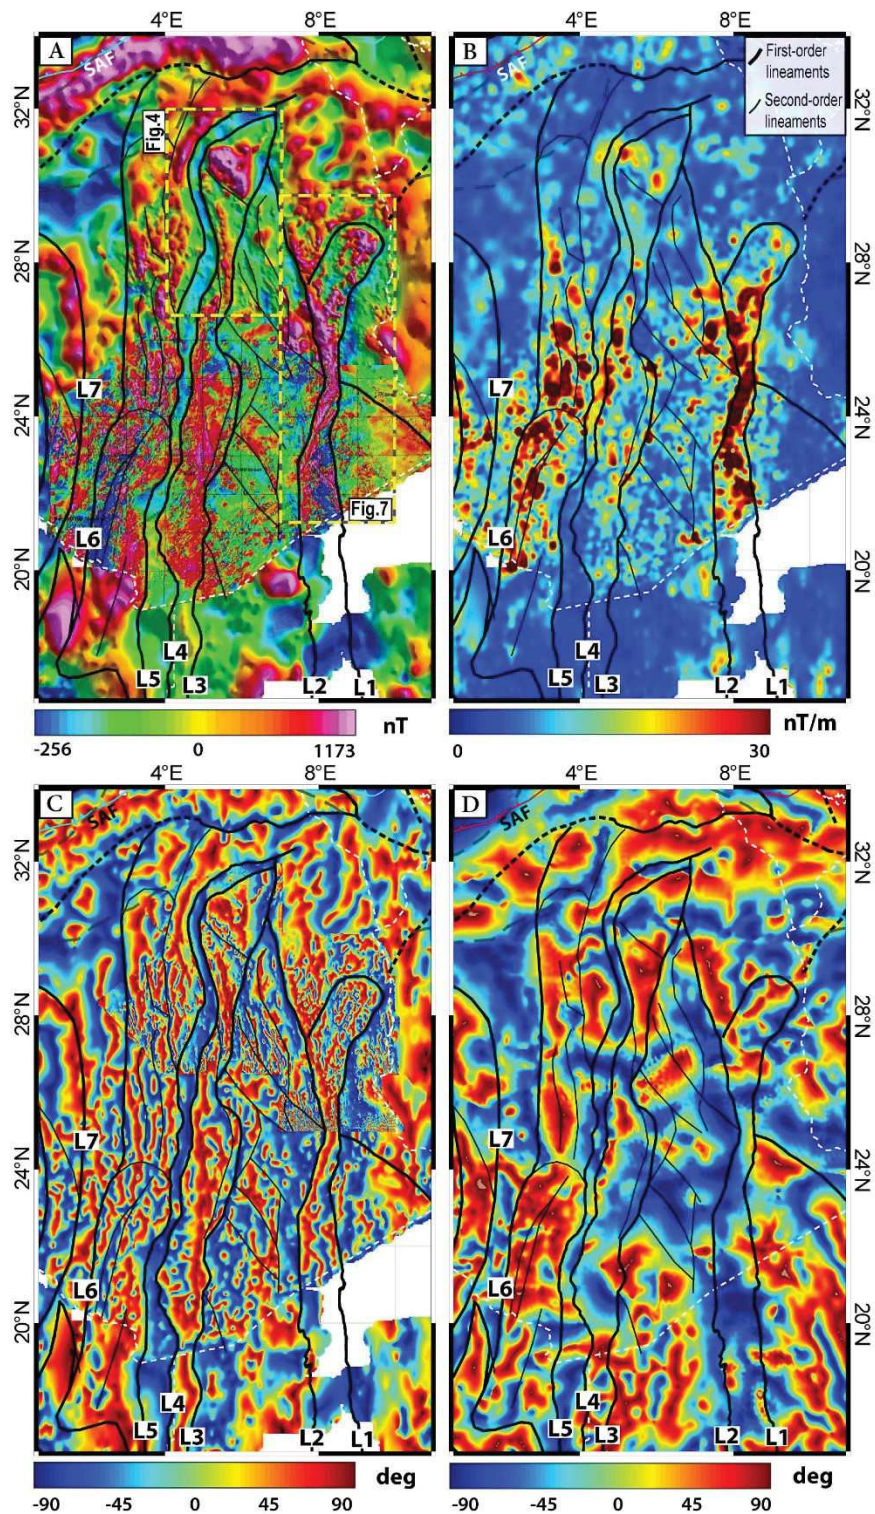 4°E 8°E 4°E 8°E
A
SAF
Fig.4
32°N
28°N
24°N
20°N
L7
L6
Fig.7
L5
L4
L3
L2
L1
-256 0 1173 nT
B
First-order
lineaments
Second-order
lineaments
SAF
32°N
28°N
24°N
20°N
L7
L6
L5
L4
L3
L2
L1
0 30 nT/m
4°E 8°E 4°E 8°E
C
SAF
32°N
28°N
24°N
20°N
L7
L6
L5
L4
L3
L2
L1
-90 -45 0 45 90 deg
D
SAF
32°N
28°N
24°N
20°N
L7
L6
L5
L4
L3
L2
L1
-90 -45 0 45 90 deg